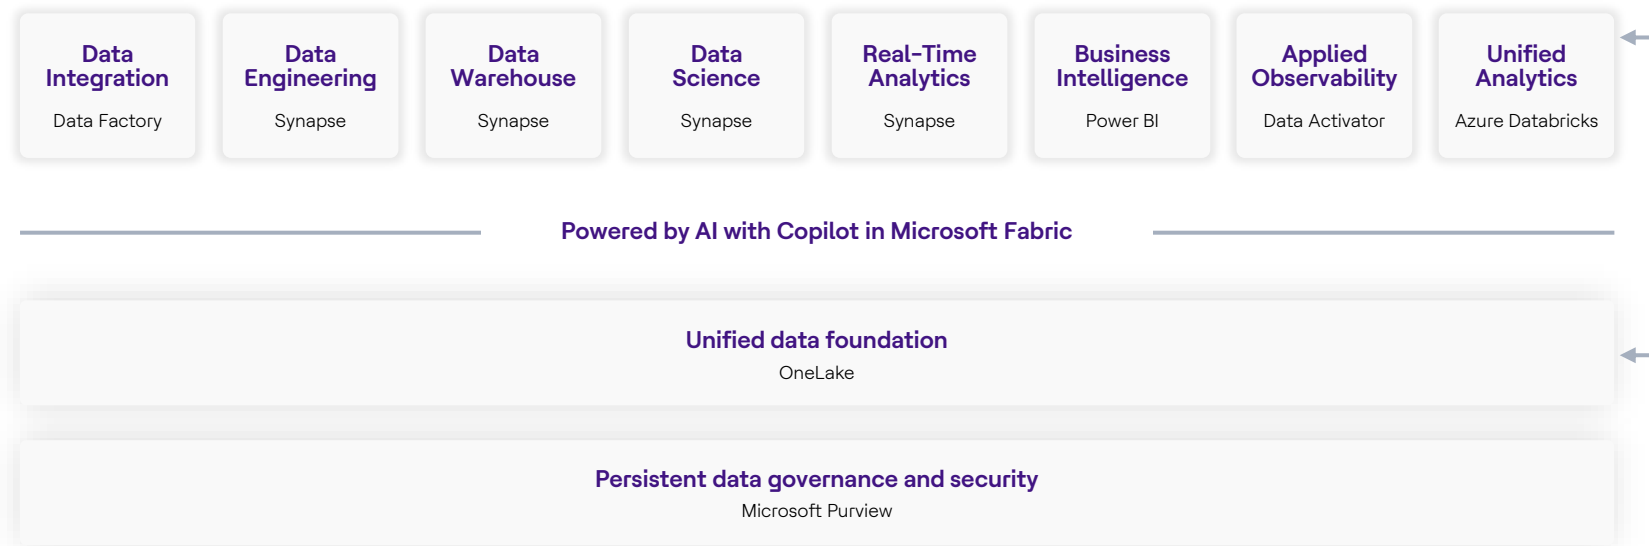 Data
Integration
Data Factory
Data
Engineering
Synapse
Data
Warehouse
Synapse
Data
Science
Synapse
Real-Time
Analytics
Synapse
Business
Intelligence
Power BI
Applied
Observability
Data Activator
Unified
Analytics
Azure Databricks
Powered by AI with Copilot in Microsoft Fabric
Unified data foundation
OneLake
Persistent data governance and security
Microsoft Purview